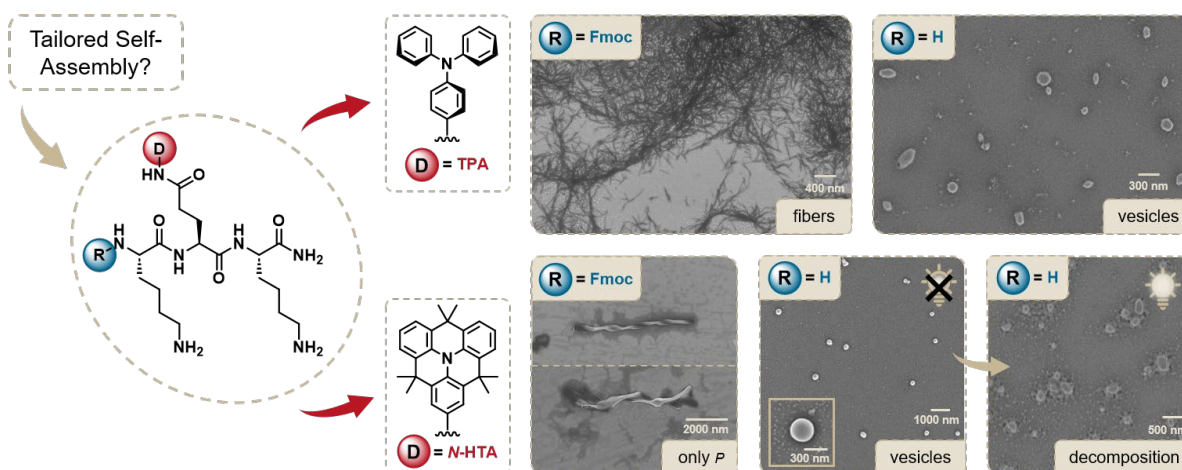 Tailored Self-
Assembly?
D
HN
O
R
H
N
O
N
H
O
H
N
O
NH₂
NH₂
NH₂
N
D = TPA
N
D = N-HTA
R = Fmoc
400 nm
fibers
R = H
300 nm
vesicles
R = Fmoc
2000 nm
only P
R = H
300 nm
1000 nm
vesicles
R = H
500 nm
decomposition